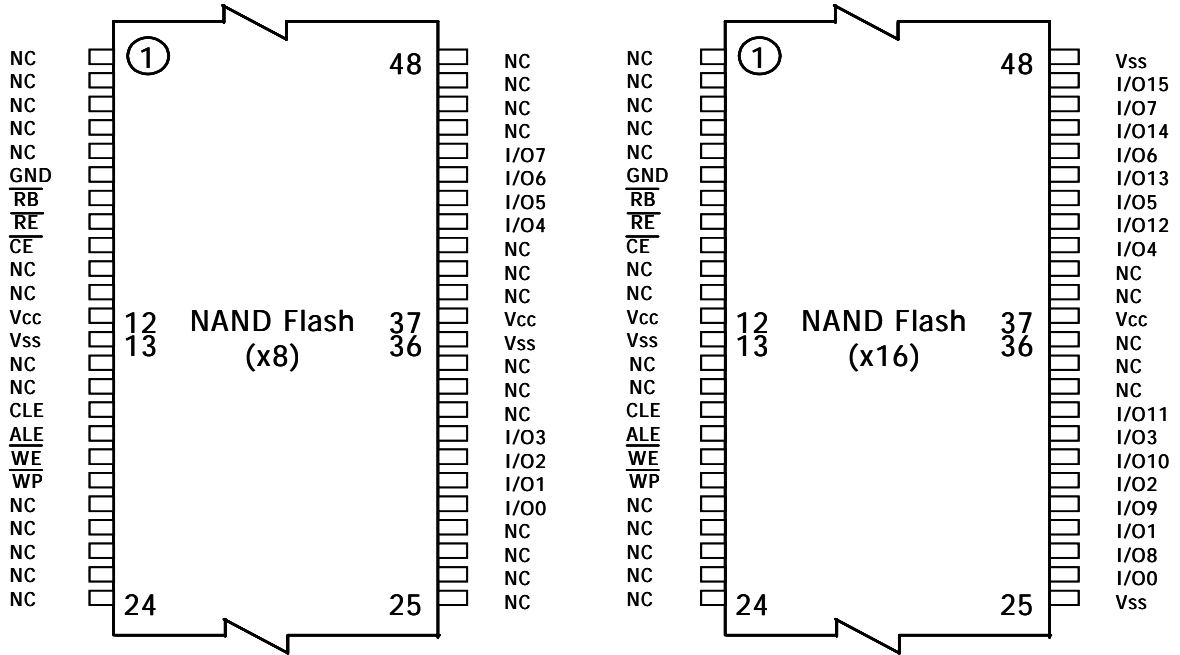 NC 1 48 NC
NC NC
NC NC
NC NC
NC I/O7
GND I/O6
RB I/O5
RE I/O4
CE NC
NC NC
NC NC
Vcc 12 NAND Flash 37 Vcc
Vss 13 (x8) 36 Vss
NC NC
NC NC
CLE NC
ALE I/O3
WE I/O2
WP I/O1
NC I/O0
NC NC
NC NC
NC NC
NC 24 25 NC
NC 1 48 Vss
NC I/O15
NC I/O7
NC I/O14
NC I/O6
GND I/O13
RB I/O5
RE I/O12
CE I/O4
NC NC
NC NC
Vcc 12 NAND Flash 37 Vcc
Vss 13 (x16) 36 NC
NC NC
NC NC
CLE I/O11
ALE I/O3
WE I/O10
WP I/O2
NC I/O9
NC I/O1
NC I/O8
NC I/O0
NC 24 25 Vss